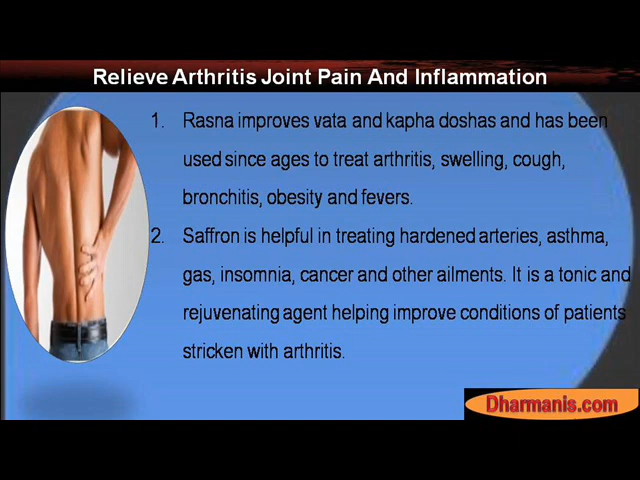 Relieve Arthritis Joint Pain And Inflammation
1. Rasna improves vata and kapha doshas and has been
used since ages to treat arthritis, swelling, cough,
bronchitis, obesity and fevers.
2. Saffron is helpful in treating hardened arteries, asthma,
gas, insomnia, cancer and other ailments. It is a tonic and
rejuvenating agent helping improve conditions of patients
stricken with arthritis.
Dharmanis.com